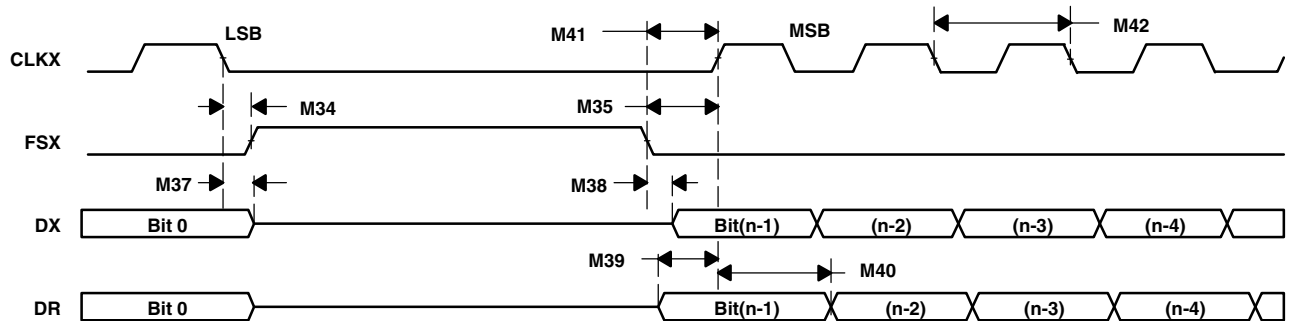 LSB
M41
MSB
M42
CLKX
M34
M35
FSX
M37
M38
DX
Bit 0
Bit(n-1)
(n-2)
(n-3)
(n-4)
M39
M40
DR
Bit 0
Bit(n-1)
(n-2)
(n-3)
(n-4)